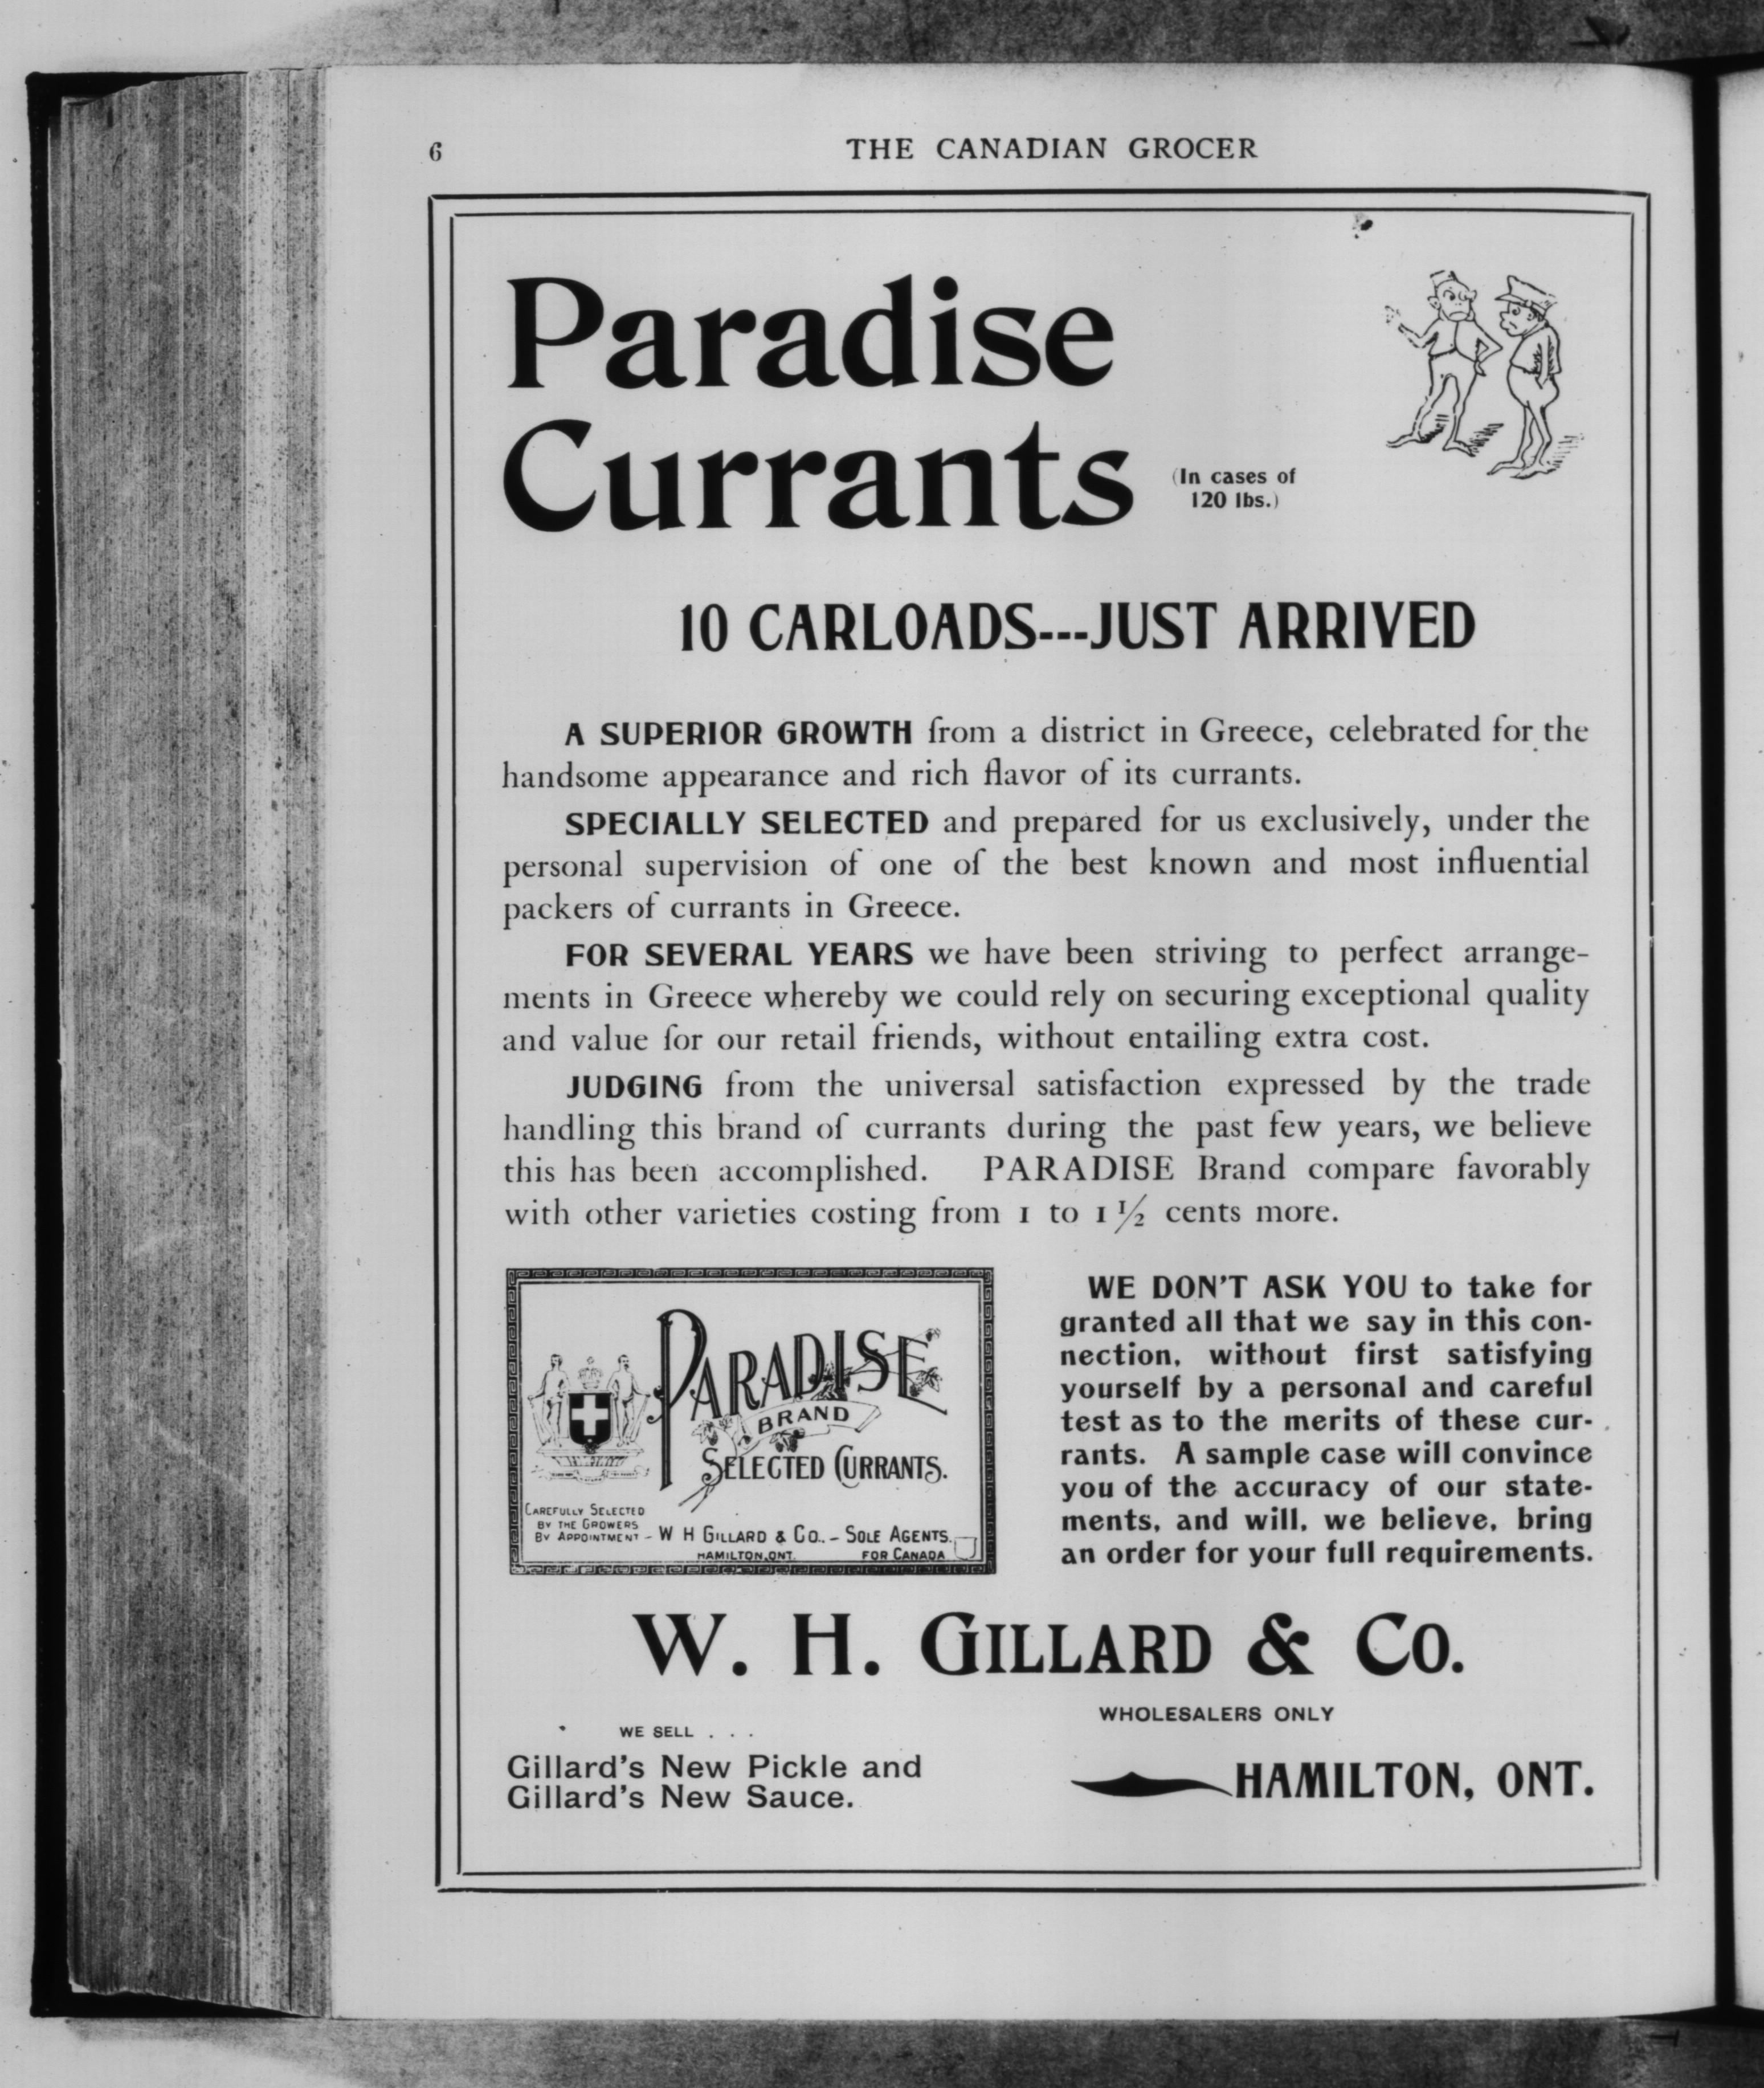 6
THE CANADIAN GROCER
Paradise
Currants
(In cases of
120 lbs.)
10 CARLOADS---JUST ARRIVED
A SUPERIOR GROWTH from a district in Greece, celebrated for the
handsome appearance and rich flavor of its currants.
SPECIALLY SELECTED and prepared for us exclusively, under the
personal supervision of one of the best known and most influential
packers of currants in Greece.
FOR SEVERAL YEARS we have been striving to perfect arrange-
ments in Greece whereby we could rely on securing exceptional quality
and value for our retail friends, without entailing extra cost.
JUDGING from the universal satisfaction expressed by the trade
handling this brand of currants during the past few years, we believe
this has been accomplished. PARADISE Brand compare favorably
with other varieties costing from 1 to 1 1/2 cents more.
PARADISE
BRAND
SELECTED CURRANTS.
CAREFULLY SELECTED
BY THE GROWERS
BY APPOINTMENT - W H GILLARD & CO.. - SOLE AGENTS.
HAMILTON, ONT. FOR CANADA
WE DON'T ASK YOU to take for
granted all that we say in this con-
nection, without first satisfying
yourself by a personal and careful
test as to the merits of these cur-
rants. A sample case will convince
you of the accuracy of our state-
ments, and will, we believe, bring
an order for your full requirements.
W. H. GILLARD & CO.
WHOLESALERS ONLY
WE SELL . . .
Gillard's New Pickle and
Gillard's New Sauce.
HAMILTON, ONT.